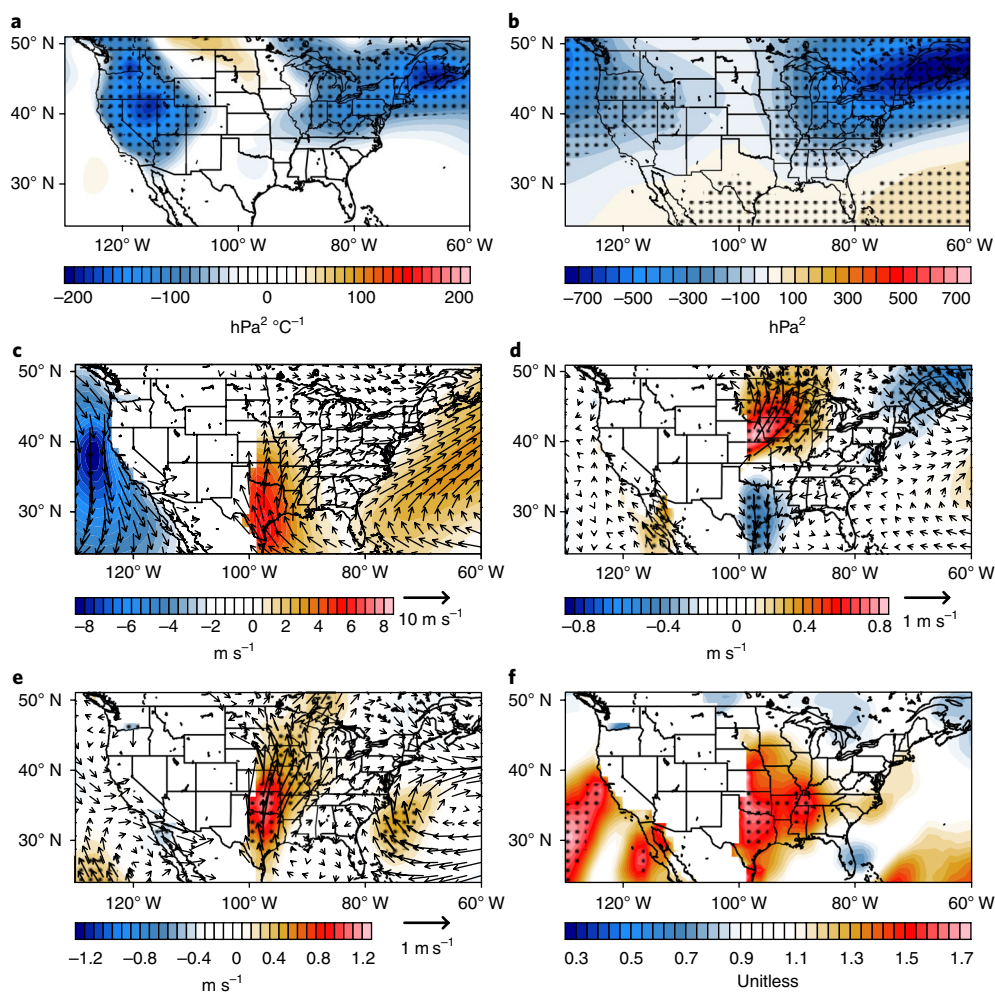 a
b
50° N
40° N
30° N
120° W
100° W
80° W
60° W
50° N
40° N
30° N
120° W
100° W
80° W
60° W
–200
–100
0
100
200
hPa² °C⁻¹
–700
–500
–300
–100
100
300
500
700
hPa²
c
d
50° N
40° N
30° N
120° W
100° W
80° W
60° W
50° N
40° N
30° N
120° W
100° W
80° W
60° W
–8
–6
–4
–2
0
2
4
6
8
10 m s⁻¹
m s⁻¹
–0.8
–0.4
0
0.4
0.8
1 m s⁻¹
m s⁻¹
e
f
50° N
40° N
30° N
120° W
100° W
80° W
60° W
50° N
40° N
30° N
120° W
100° W
80° W
60° W
–1.2
–0.8
–0.4
0
0.4
0.8
1.2
1 m s⁻¹
m s⁻¹
0.3
0.5
0.7
0.9
1.1
1.3
1.5
1.7
Unitless